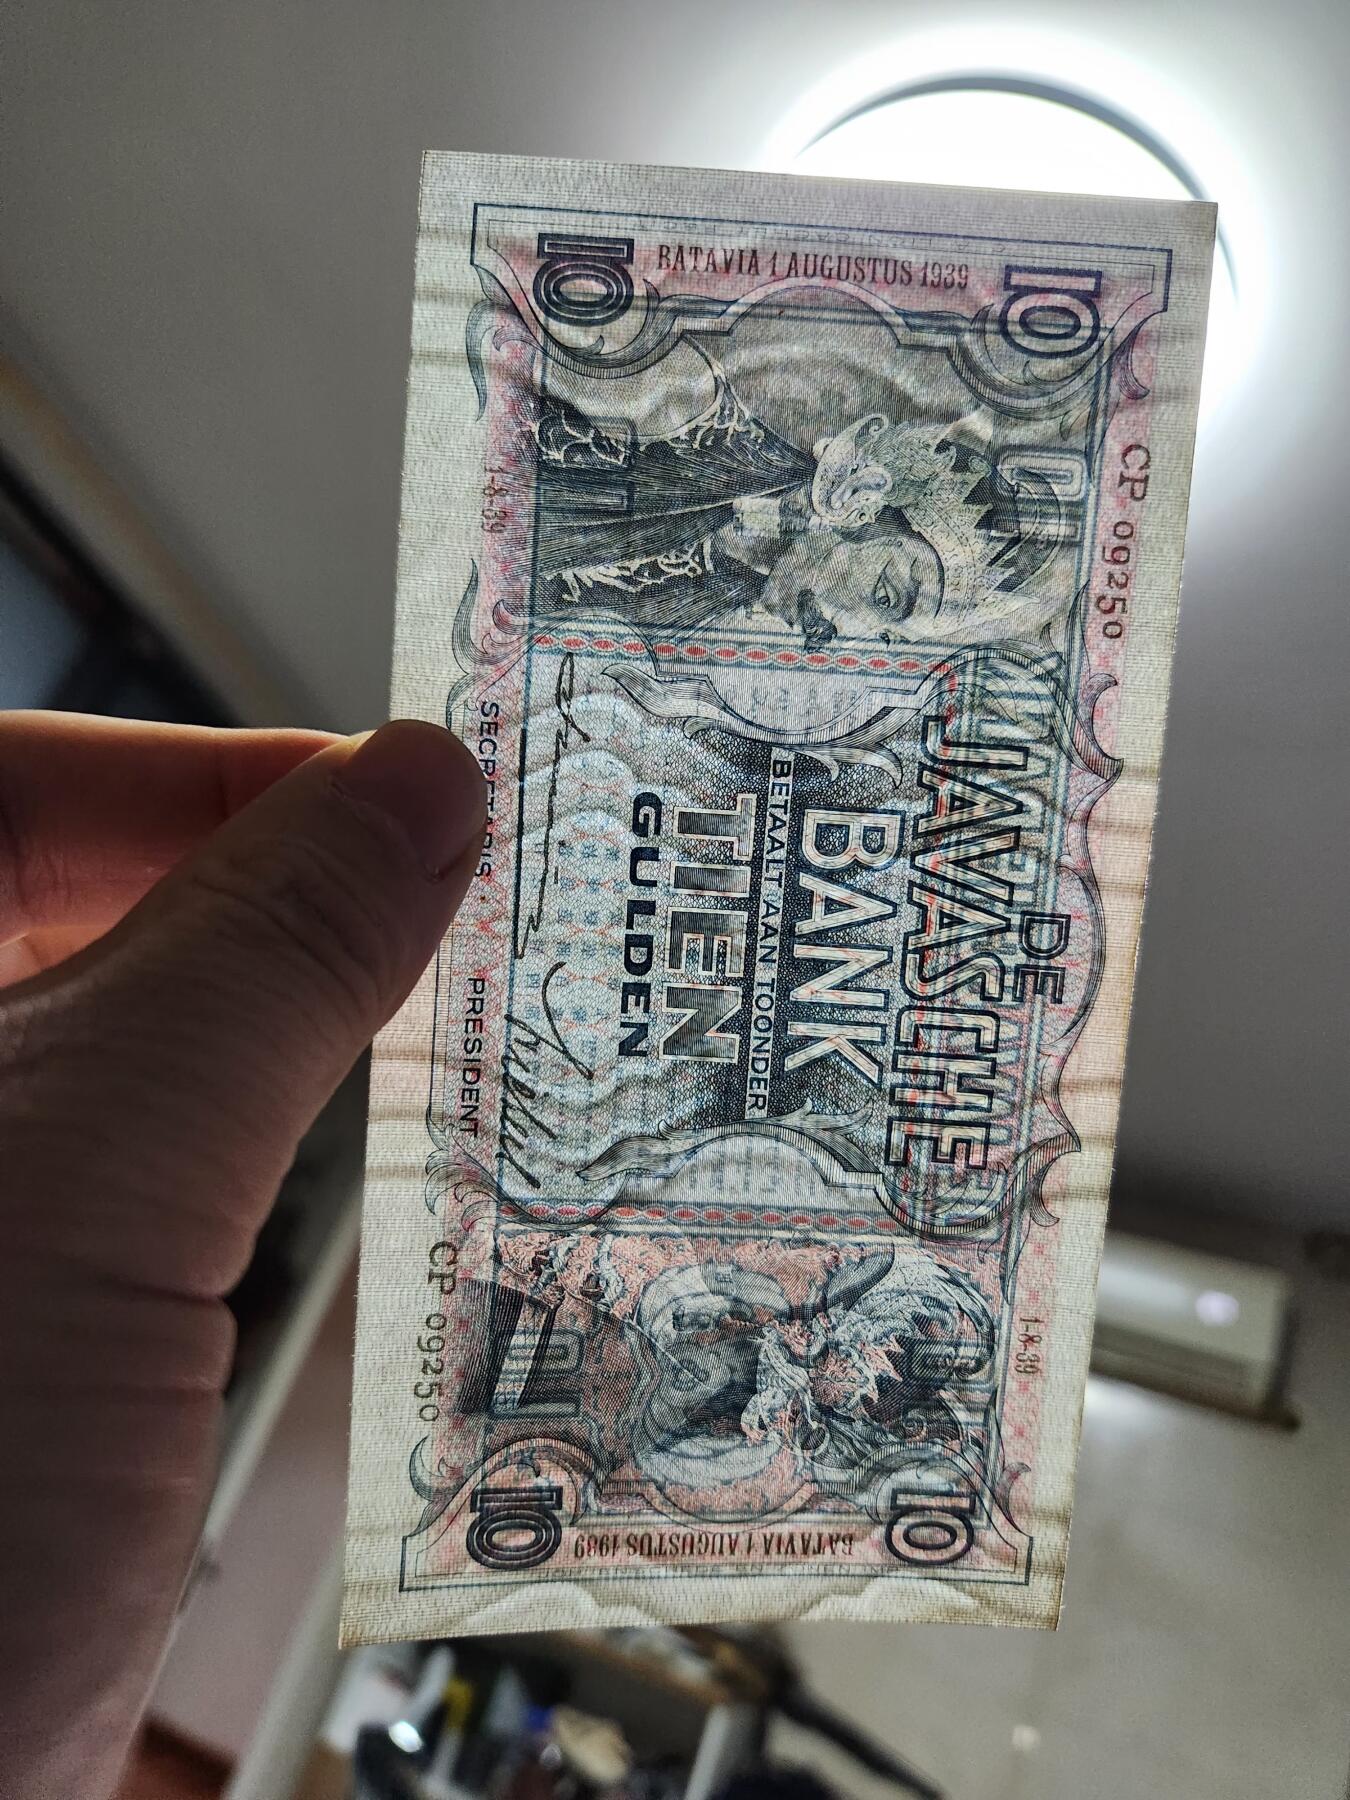 BATAVIA 1 AUGUSTUS 1939
10
10
CP 09250
1-8-39
DE
JAVASCHE
BANK
BETAALT AAN TOONDER
TIEN
GULDEN
SECRETARIS
PRESIDENT
1-8-39
CP 09250
10
10
BATAVIA 1 AUGUSTUS 1939